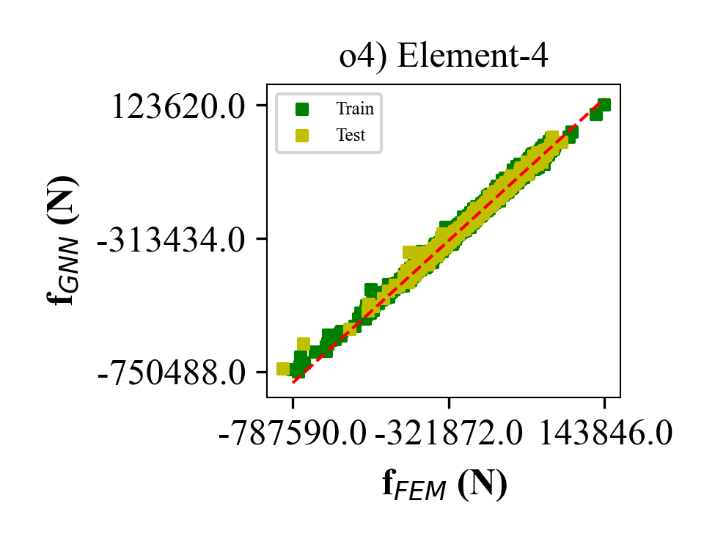 o4) Element-4
123620.0
Train
Test
f_GNN (N)
-313434.0
-750488.0
-787590.0 -321872.0 143846.0
f_FEM (N)